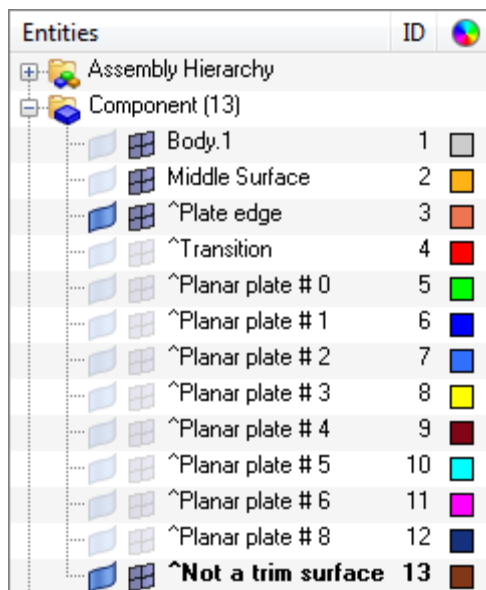 Entities ID
Assembly Hierarchy
Component (13)
Body.1 1
Middle Surface 2
^Plate edge 3
^Transition 4
^Planar plate # 0 5
^Planar plate # 1 6
^Planar plate # 2 7
^Planar plate # 3 8
^Planar plate # 4 9
^Planar plate # 5 10
^Planar plate # 6 11
^Planar plate # 8 12
^Not a trim surface 13